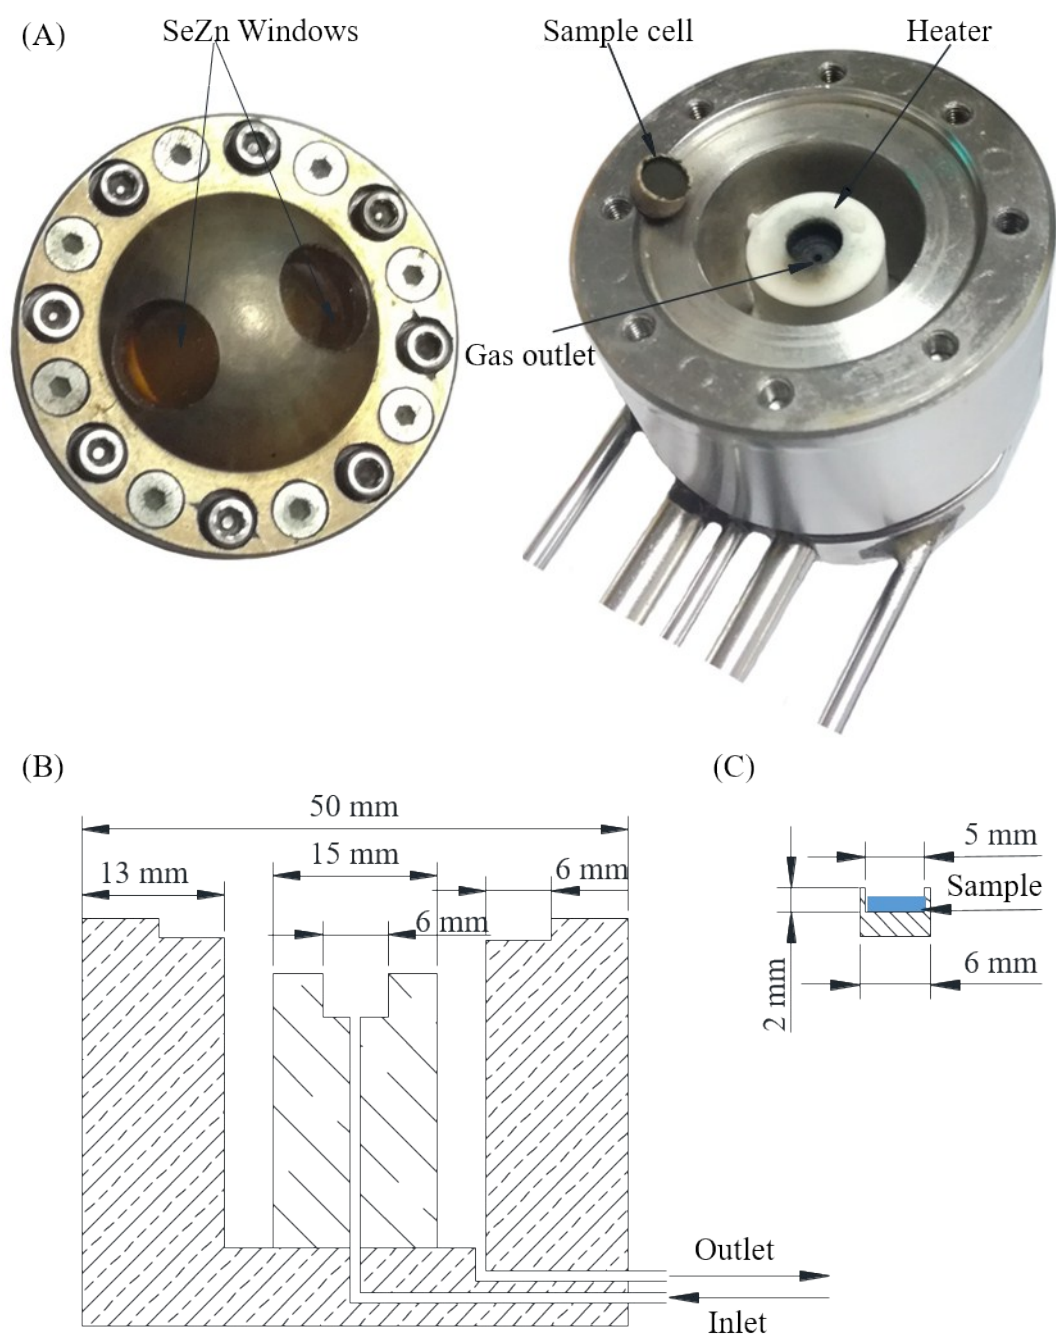 (A)
SeZn Windows
Sample cell
Heater
Gas outlet
(B)
(C)
50 mm
15 mm
13 mm
6 mm
6 mm
5 mm
Sample
6 mm
2 mm
Outlet
Inlet